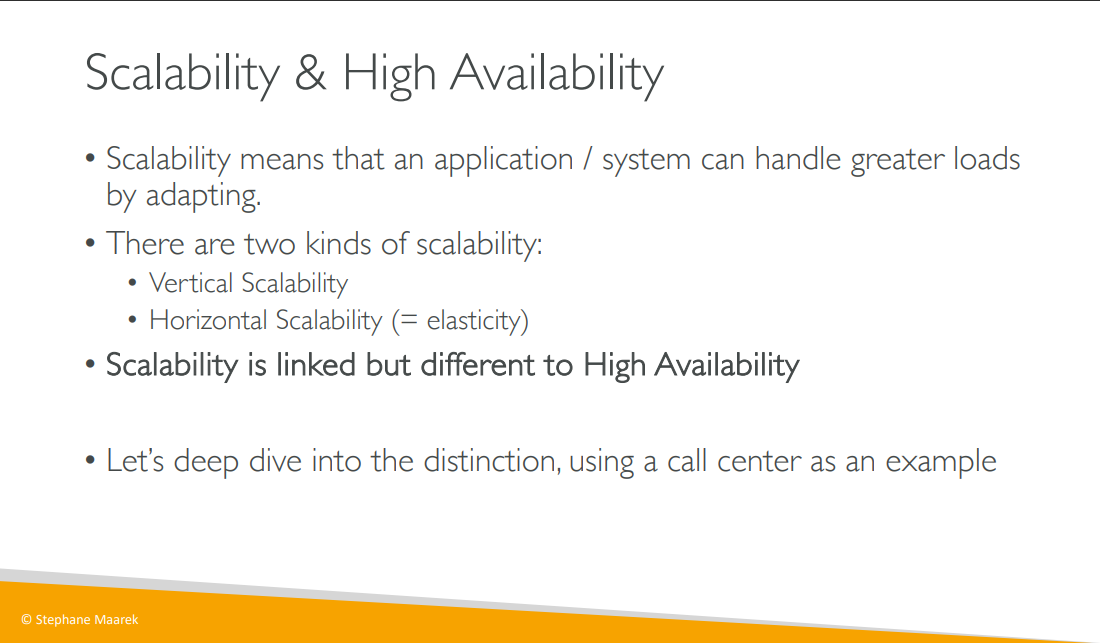 Scalability & High Availability
• Scalability means that an application / system can handle greater loads
by adapting.
• There are two kinds of scalability:
• Vertical Scalability
• Horizontal Scalability (= elasticity)
• Scalability is linked but different to High Availability
• Let’s deep dive into the distinction, using a call center as an example
© Stephane Maarek